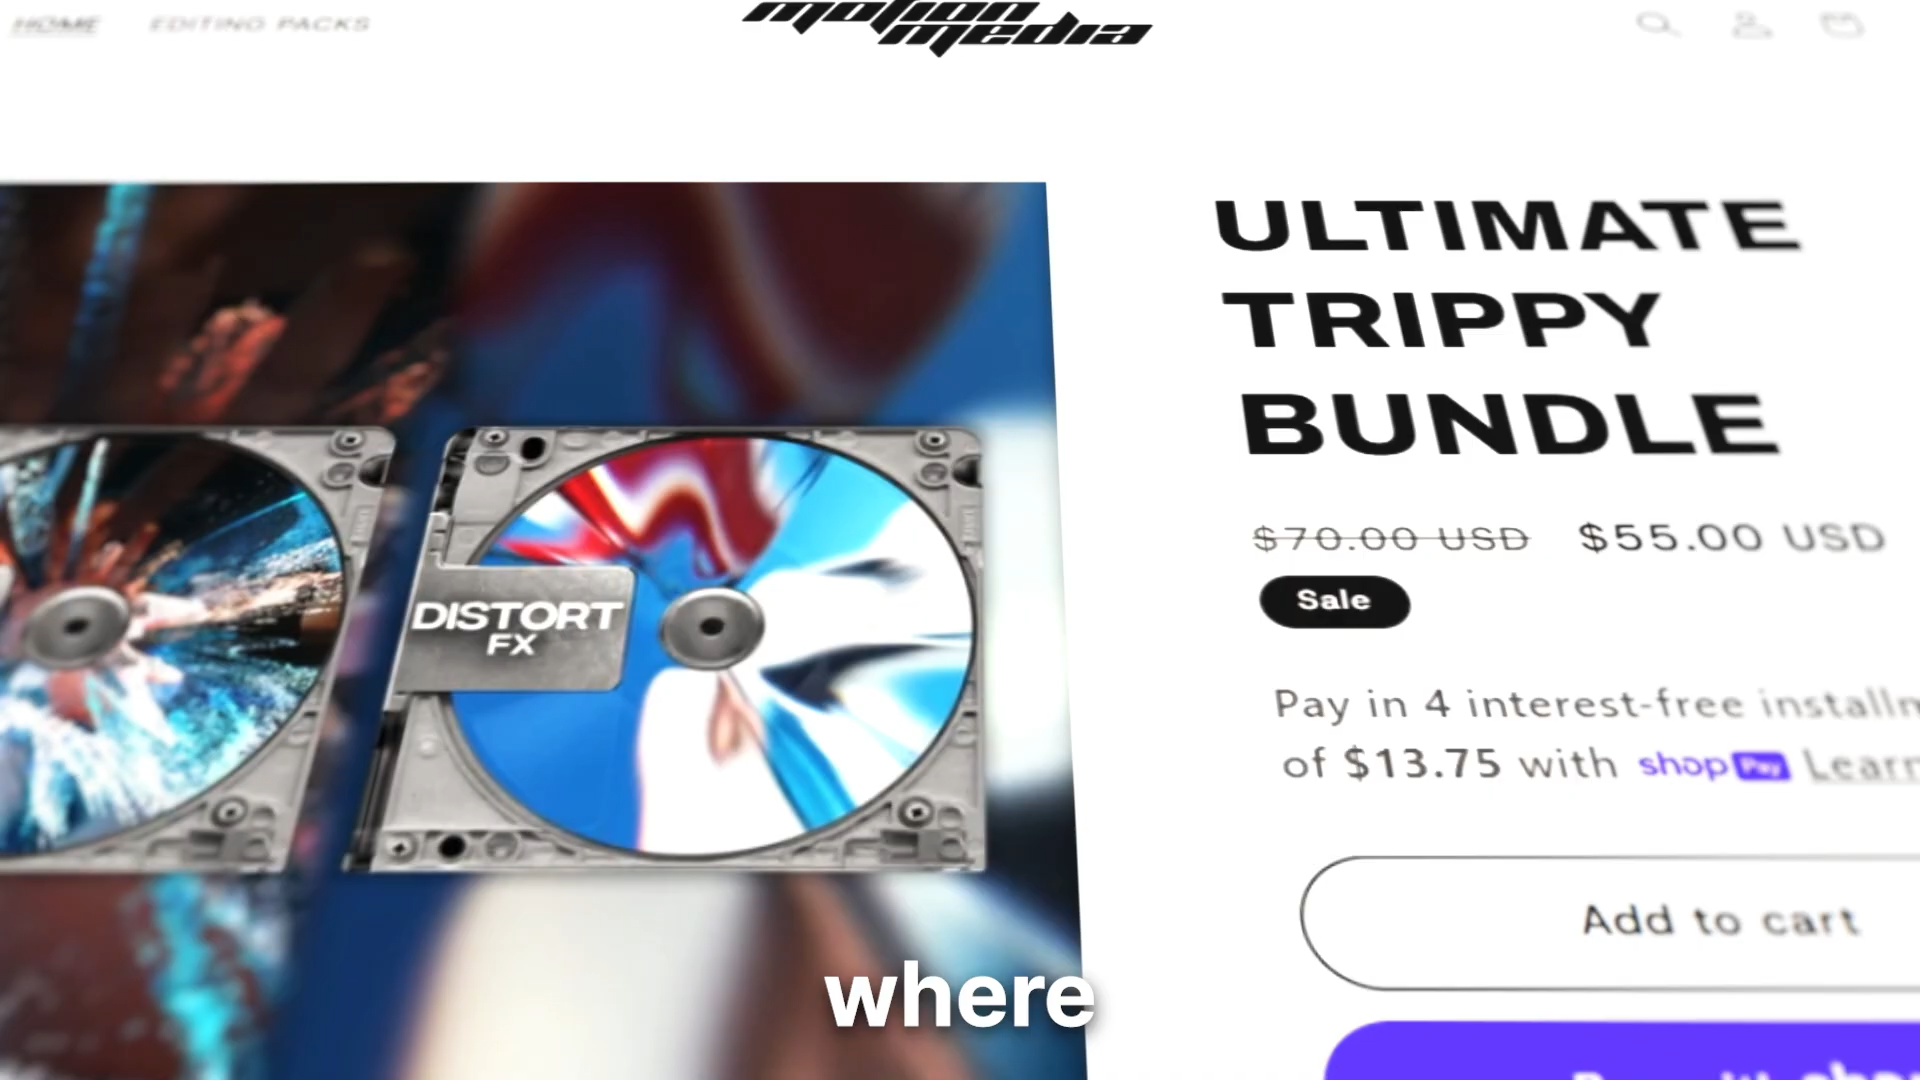 HOME
EDITING PACKS
motion
media
ULTIMATE
TRIPPY
BUNDLE
$70.00 USD $55.00 USD
Sale
DISTORT
FX
Pay in 4 interest-free
of $13.75 with shop Pay Learn
Add to cart
where